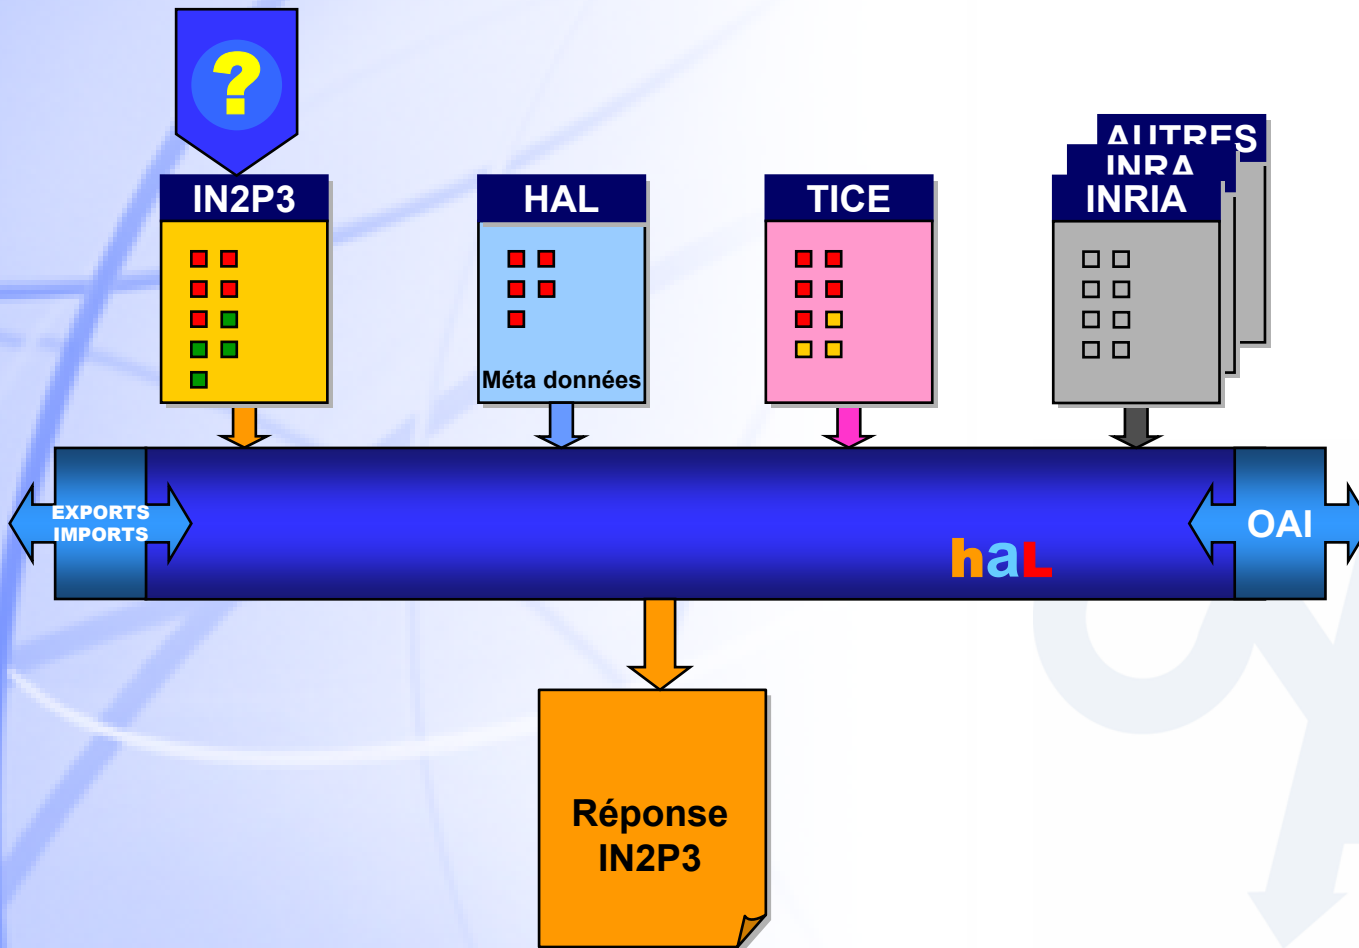 ?
AUTRES
INRA
IN2P3
HAL
TICE
INRIA
Méta données
EXPORTS
IMPORTS
OAI
haL
Réponse
IN2P3